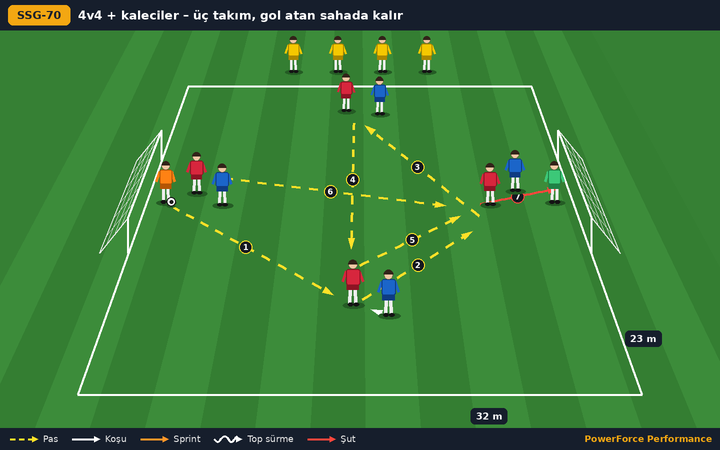 SSG-70 4v4 + kaleciler – üç takım, gol atan sahada kalır
3
4
6
7
1
5
2
23 m
32 m
Pas Koşu Sprint Top sürme Şut PowerForce Performance